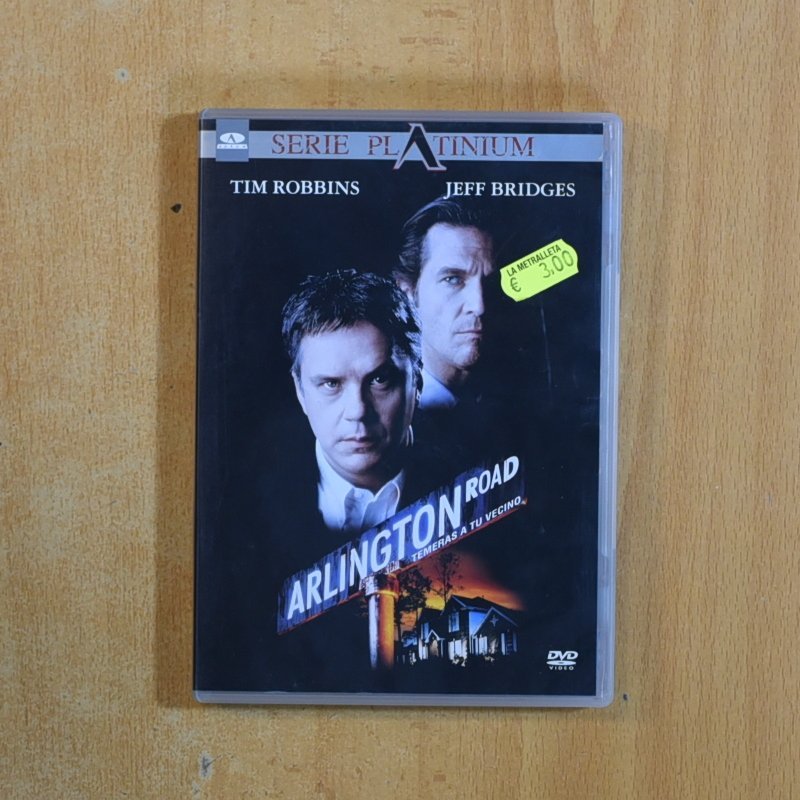 SERIE PLATINIUM
TIM ROBBINS
JEFF BRIDGES
LA METRALLETA
€ 3,00
ARLINGTON ROAD
TEMERAS A TU VECINO
DVD
VIDEO